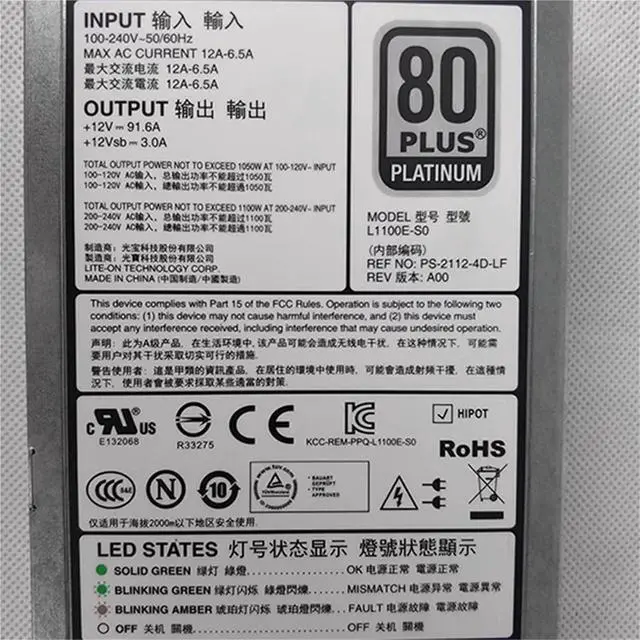 INPUT 输入 輸入
100-240V~50/60Hz
MAX AC CURRENT 12A-6.5A
最大交流电流 12A-6.5A
最大交流電流 12A-6.5A
OUTPUT 输出 輸出
+12V⎓91.6A
+12Vsb⎓3.0A
TOTAL OUTPUT POWER NOT TO EXCEED 1050W AT 100-120V~ INPUT
100-120V AC输入，总输出功率不能超过1050瓦
100-120V AC輸入，總輸出功率不能超過1050瓦
TOTAL OUTPUT POWER NOT TO EXCEED 1100W AT 200-240V~ INPUT
200-240V AC输入，总输出功率不能超过1100瓦
200-240V AC輸入，總輸出功率不能超過1100瓦
制造商：光宝科技股份有限公司
製造商：光寶科技股份有限公司
LITE-ON TECHNOLOGY CORP.
MADE IN CHINA (中国制造/中國製造)
80
PLUS®
PLATINUM
MODEL 型号 型號
L1100E-S0
(内部编码)
REF NO: PS-2112-4D-LF
REV 版本: A00
This device complies with Part 15 of the FCC Rules. Operation is subject to the following two
conditions: (1) this device may not cause harmful interference, and (2) this device must
accept any interference received, including interference that may cause undesired operation.
声明：此为A级产品，在生活环境中,该产品可能会造成无线电干扰，在这种情况下，可能需
要用户对其干扰采取切实可行的措施。
警告使用者：這是甲類的資訊產品，在居住的環境中使用時，可能會造成射頻干擾，在這種情況
下，使用者會被要求採取某些適當的對策。
c RU US
E132068
R33275
CE
KC
KCC-REM-PPQ-L1100E-S0
HIPOT
RoHS
CCC S&E
N
10
TÜVRheinland
BAUART
GEPRÜFT
TYPE
APPROVED
仅适用于海拔2000m以下地区安全使用.
LED STATES 灯号状态显示 燈號狀態顯示
SOLID GREEN 绿灯 綠燈......OK 电源正常 電源正常
BLINKING GREEN 绿灯闪烁 綠燈閃爍......MISMATCH 电源异常 電源異常
BLINKING AMBER 琥珀灯闪烁 琥珀燈閃爍...FAULT 电源故障 電源故障
OFF 关机 關機......OFF 关机 關機